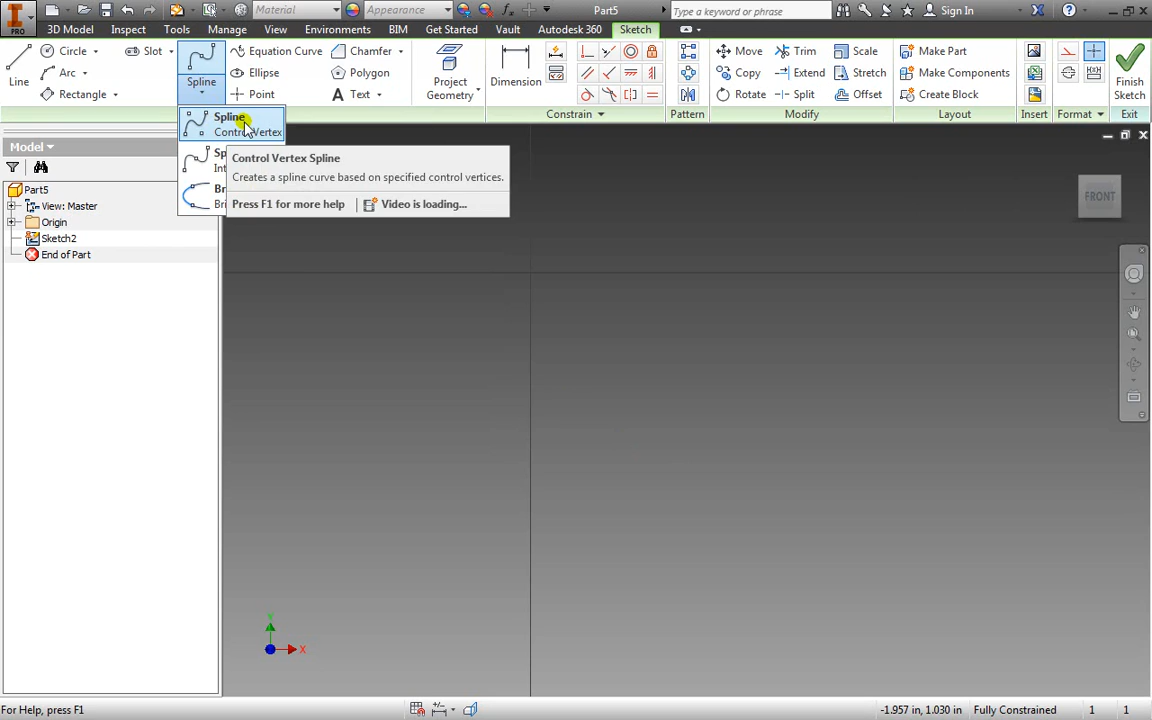 Material
Appearance
Part5
Type a keyword or phrase
Sign In
PRO
3D Model
Inspect
Tools
Manage
View
Environments
BIM
Get Started
Vault
Autodesk 360
Sketch
Line
Circle
Arc
Rectangle
Slot
Spline
Equation Curve
Ellipse
Point
Chamfer
Polygon
Text
Project Geometry
Dimension
Constrain
Pattern
Move
Copy
Rotate
Trim
Extend
Split
Scale
Stretch
Offset
Modify
Make Part
Make Components
Create Block
Layout
Insert
Format
Finish Sketch
Exit
Spline
Control Vertex
Control Vertex Spline
Creates a spline curve based on specified control vertices.
Press F1 for more help
Video is loading...
Model
Part5
View: Master
Origin
Sketch2
End of Part
FRONT
Y
X
For Help, press F1
-1.957 in, 1.030 in
Fully Constrained
1
1